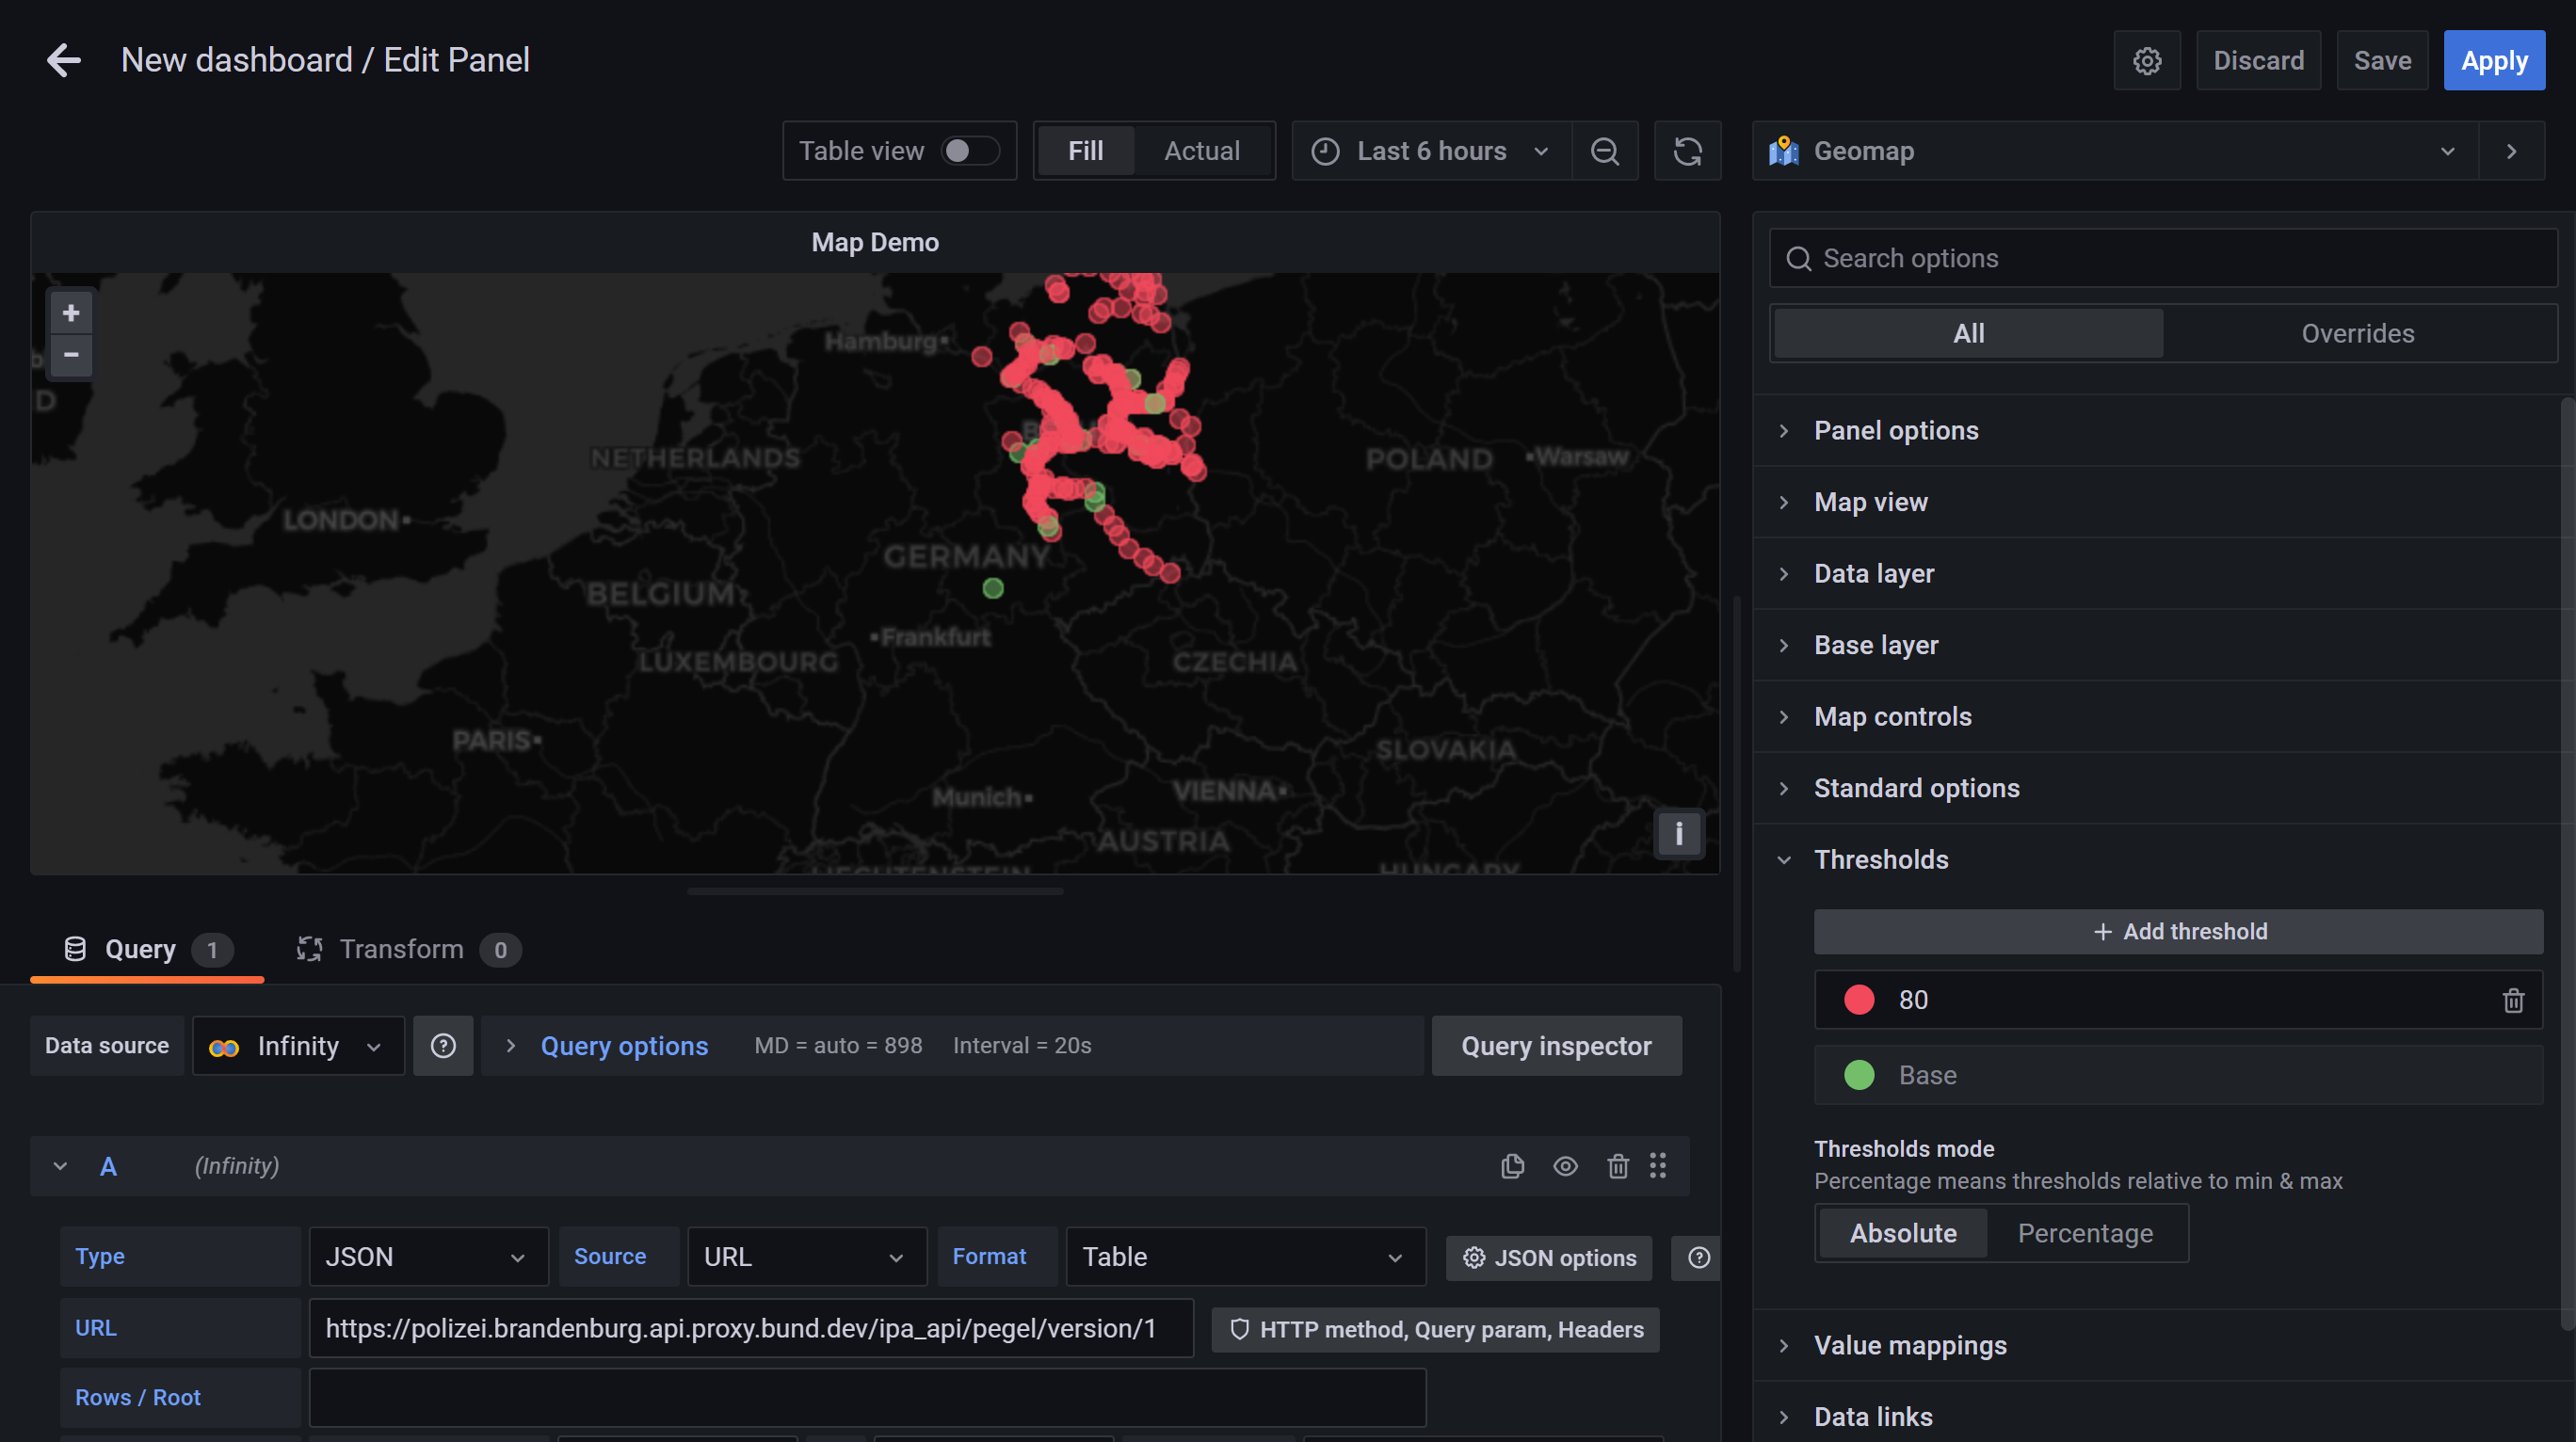 New dashboard / Edit Panel
Discard
Save
Apply
Table view
Fill
Actual
Last 6 hours
Geomap
Map Demo
Search options
All
Overrides
Hamburg
D
NETHERLANDS
POLAND
Warsaw
LONDON
GERMANY
BELGIUM
Frankfurt
LUXEMBOURG
CZECHIA
PARIS
SLOVAKIA
Munich
VIENNA
AUSTRIA
LIECHTENSTEIN
HUNGARY
i
Panel options
Map view
Data layer
Base layer
Map controls
Standard options
Thresholds
+ Add threshold
80
Base
Thresholds mode
Percentage means thresholds relative to min & max
Absolute
Percentage
Value mappings
Data links
Query 1
Transform 0
Data source
Infinity
Query options
MD = auto = 898
Interval = 20s
Query inspector
A
(Infinity)
Type
JSON
Source
URL
Format
Table
JSON options
URL
https://polizei.brandenburg.api.proxy.bund.dev/ipa_api/pegel/version/1
HTTP method, Query param, Headers
Rows / Root